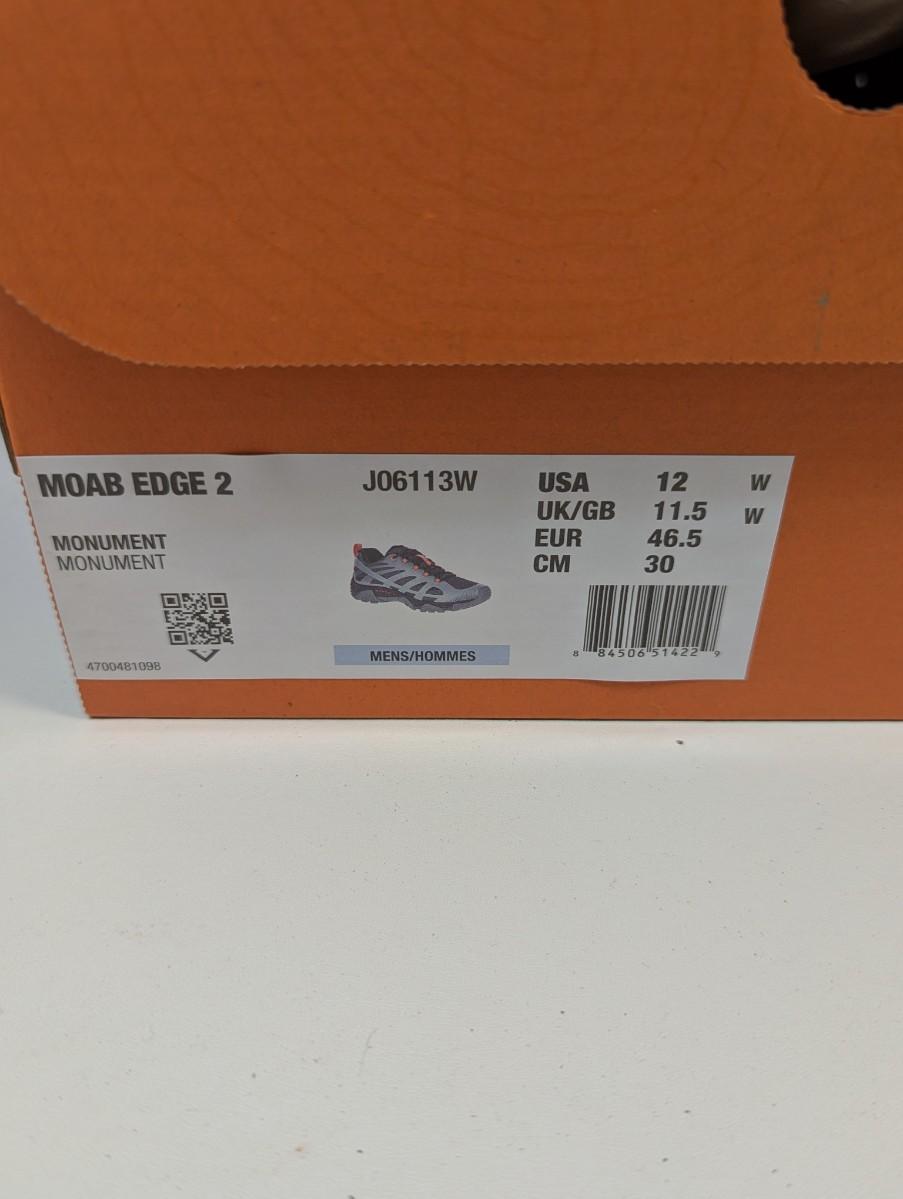 MOAB EDGE 2
J06113W
MONUMENT
MONUMENT
4700481098
MENS/HOMMES
USA 12 W
UK/GB 11.5 W
EUR 46.5
CM 30
8 84506 51422 9